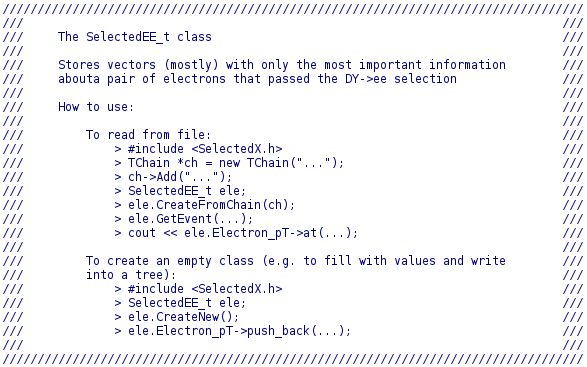 ///////////////////////////////////////////////////////////////////////////////////
/// ///
/// The SelectedEE_t class ///
/// ///
/// Stores vectors (mostly) with only the most important information ///
/// abouta pair of electrons that passed the DY->ee selection ///
/// ///
/// How to use: ///
/// ///
/// To read from file: ///
/// > #include <SelectedX.h> ///
/// > TChain *ch = new TChain("..."); ///
/// > ch->Add("..."); ///
/// > SelectedEE_t ele; ///
/// > ele.CreateFromChain(ch); ///
/// > ele.GetEvent(...); ///
/// > cout << ele.Electron_pT->at(...); ///
/// ///
/// To create an empty class (e.g. to fill with values and write ///
/// into a tree): ///
/// > #include <SelectedX.h> ///
/// > SelectedEE_t ele; ///
/// > ele.CreateNew(); ///
/// > ele.Electron_pT->push_back(...); ///
/// ///
///////////////////////////////////////////////////////////////////////////////////